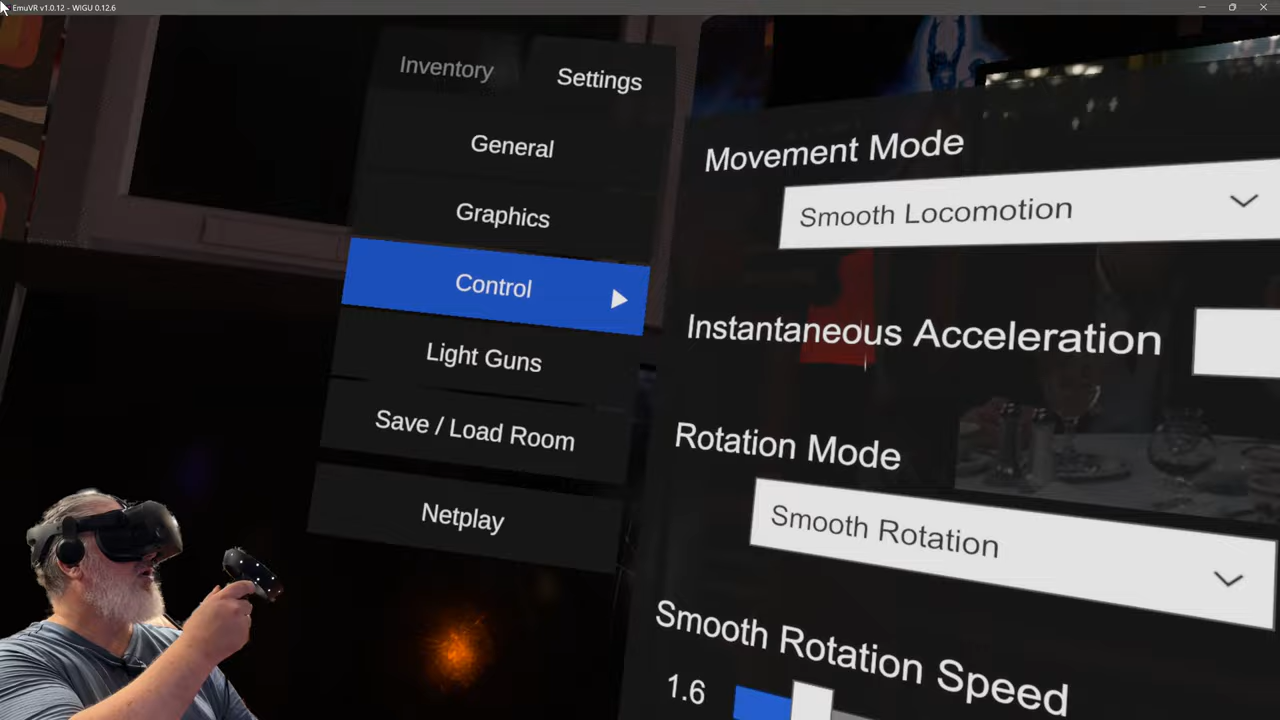 EmuVR v1.0.12 - WIGU 0.12.6
Inventory
Settings
General
Graphics
Control
Light Guns
Save / Load Room
Netplay
Movement Mode
Smooth Locomotion
Instantaneous Acceleration
Rotation Mode
Smooth Rotation
Smooth Rotation Speed
1.6